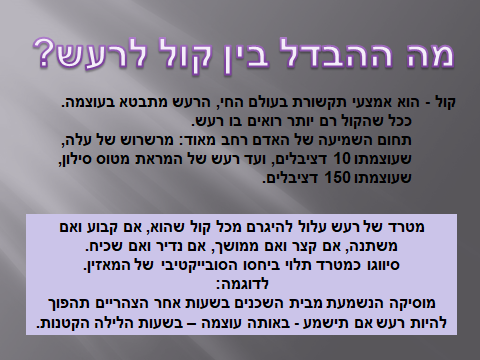 מה ההבדל בין קול לרעש?
קול - הוא אמצעי תקשורת בעולם החי, הרעש מתבטא בעוצמה.
ככל שהקול רם יותר רואים בו רעש.
תחום השמיעה של האדם רחב מאוד: מרשרוש של עלה,
שעוצמתו 10 דציבלים, ועד רעש של המראת מטוס סילון,
שעוצמתו 150 דציבלים.
מטרד של רעש עלול להיגרם מכל קול שהוא, אם קבוע ואם
משתנה, אם קצר ואם ממושך, אם נדיר ואם שכיח.
סיווגו כמטרד תלוי ביחסו הסובייקטיבי של המאזין.
לדוגמה:
מוסיקה הנשמעת מבית השכנים בשעות אחר הצהריים תהפוך
להיות רעש אם תישמע - באותה עוצמה – בשעות הלילה הקטנות.